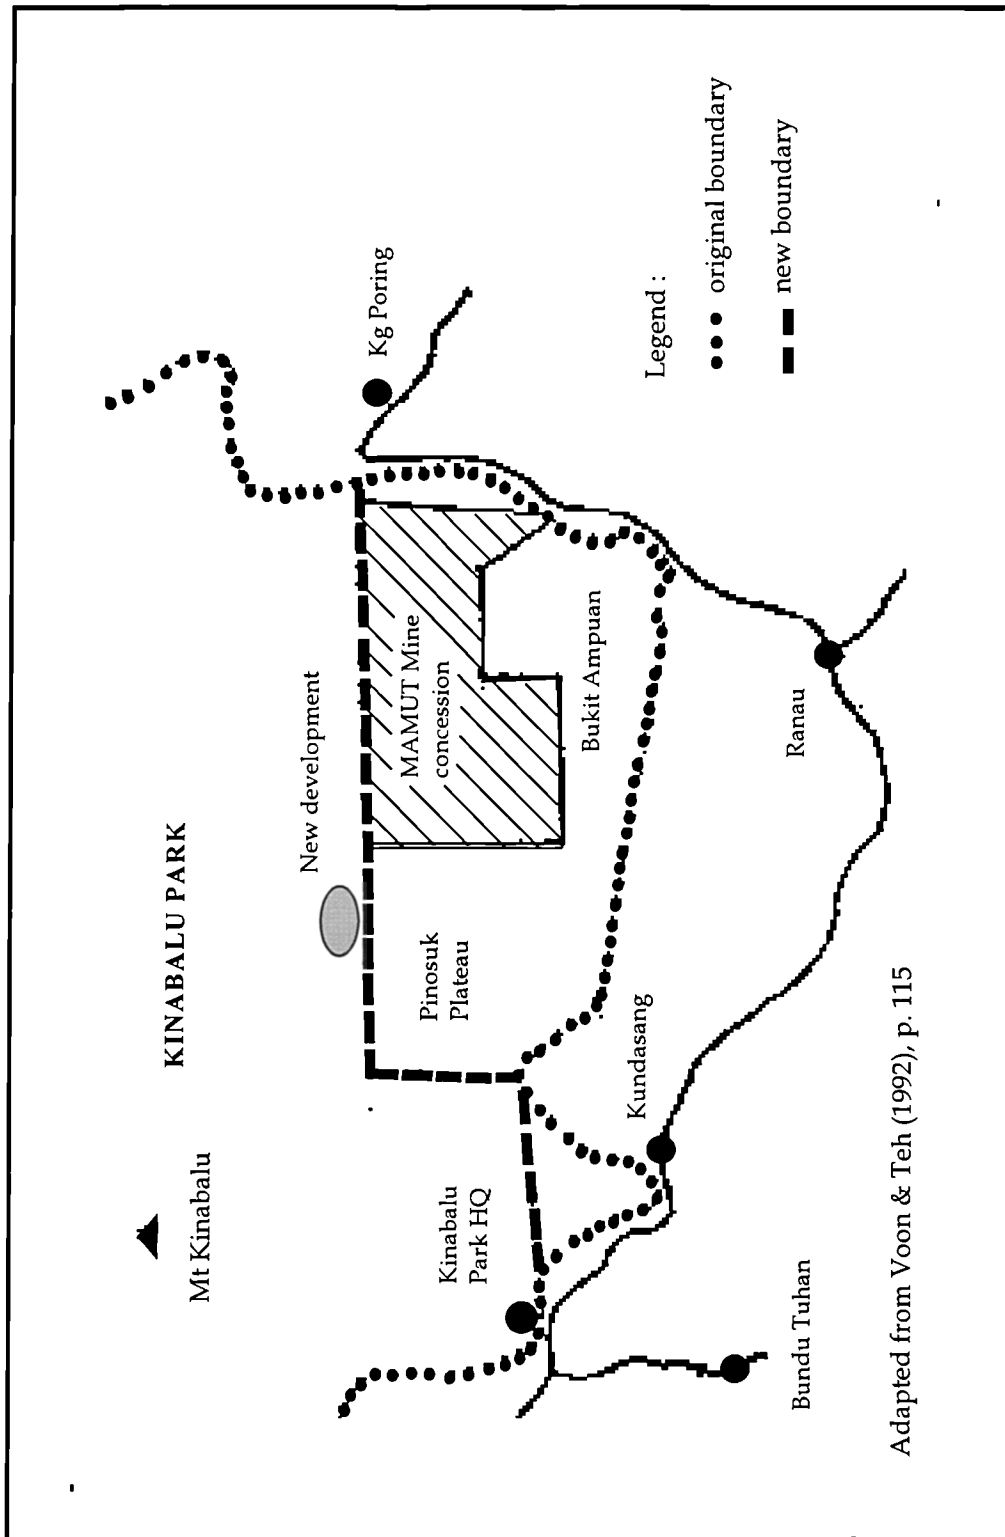 KINABALU PARK
Mt Kinabalu
New development
MAMUT Mine
concession
Kg Poring
Pinosuk
Plateau
Kinabalu
Park HQ
Bukit Ampuan
Kundasang
Ranau
Bundu Tuhan
Legend :
original boundary
new boundary
Adapted from Voon & Teh (1992), p. 115